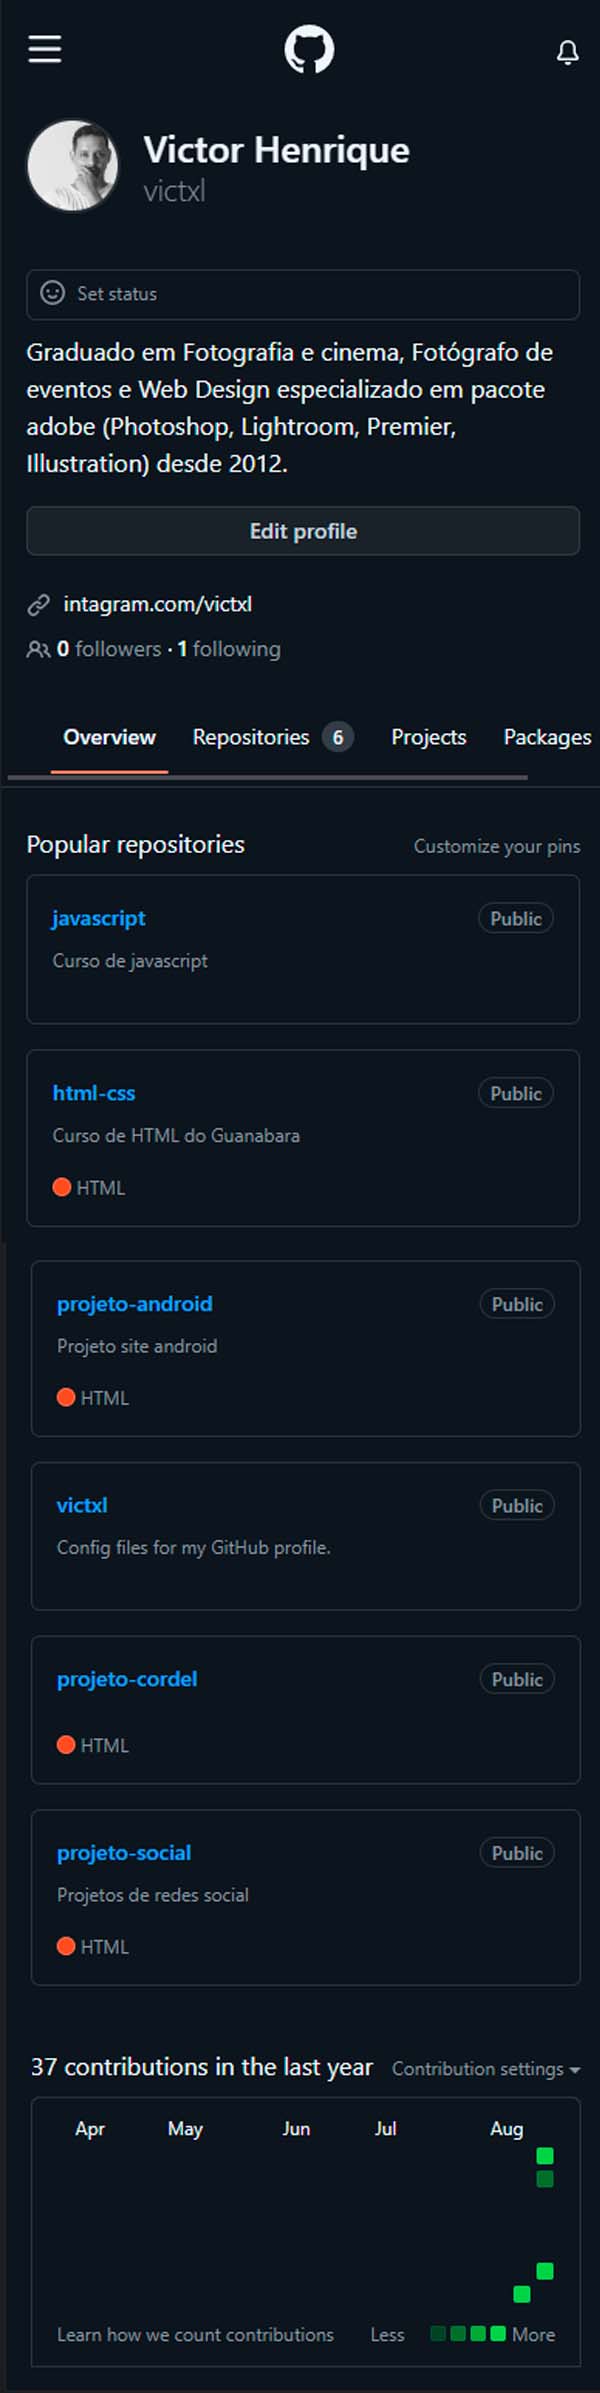 Victor Henrique
victxl
Set status
Graduado em Fotografia e cinema, Fotógrafo de
eventos e Web Design especializado em pacote
adobe (Photoshop, Lightroom, Premier,
Illustration) desde 2012.
Edit profile
intagram.com/victxl
0 followers · 1 following
Overview Repositories 6 Projects Packages
Popular repositories Customize your pins
javascript Public
Curso de javascript
html-css Public
Curso de HTML do Guanabara
HTML
projeto-android Public
Projeto site android
HTML
victxl Public
Config files for my GitHub profile.
projeto-cordel Public
HTML
projeto-social Public
Projetos de redes social
HTML
37 contributions in the last year Contribution settings
Apr May Jun Jul Aug
Learn how we count contributions Less More